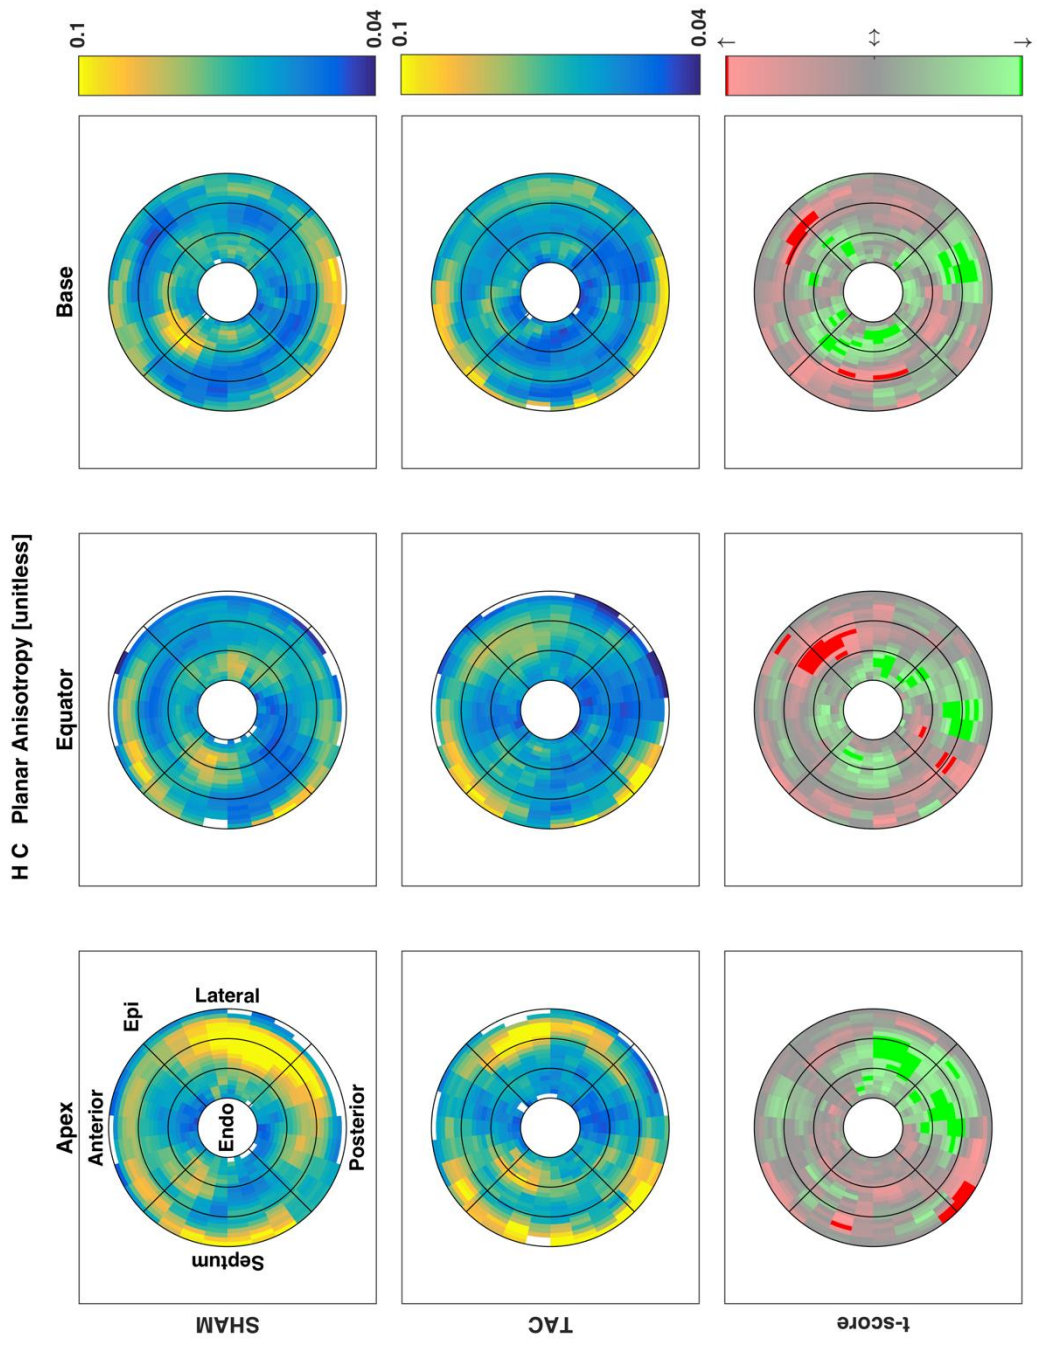 H C Planar Anisotropy [unitless]
Apex
Equator
Base
SHAM
Anterior
Epi
Lateral
Endo
Septum
Posterior
0.1
0.04
TAC
0.1
0.04
t-score
↑
↔
↓